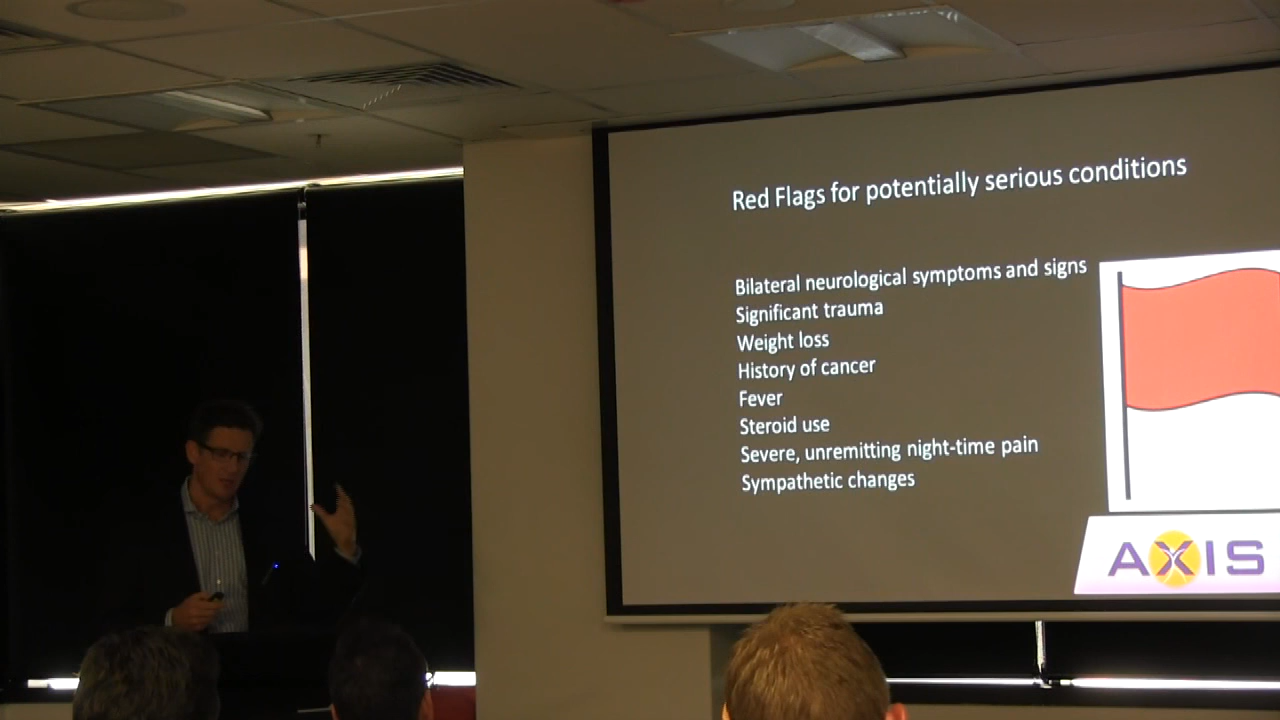 Red Flags for potentially serious conditions
Bilateral neurological symptoms and signs
Significant trauma
Weight loss
History of cancer
Fever
Steroid use
Severe, unremitting night-time pain
Sympathetic changes
AXIS